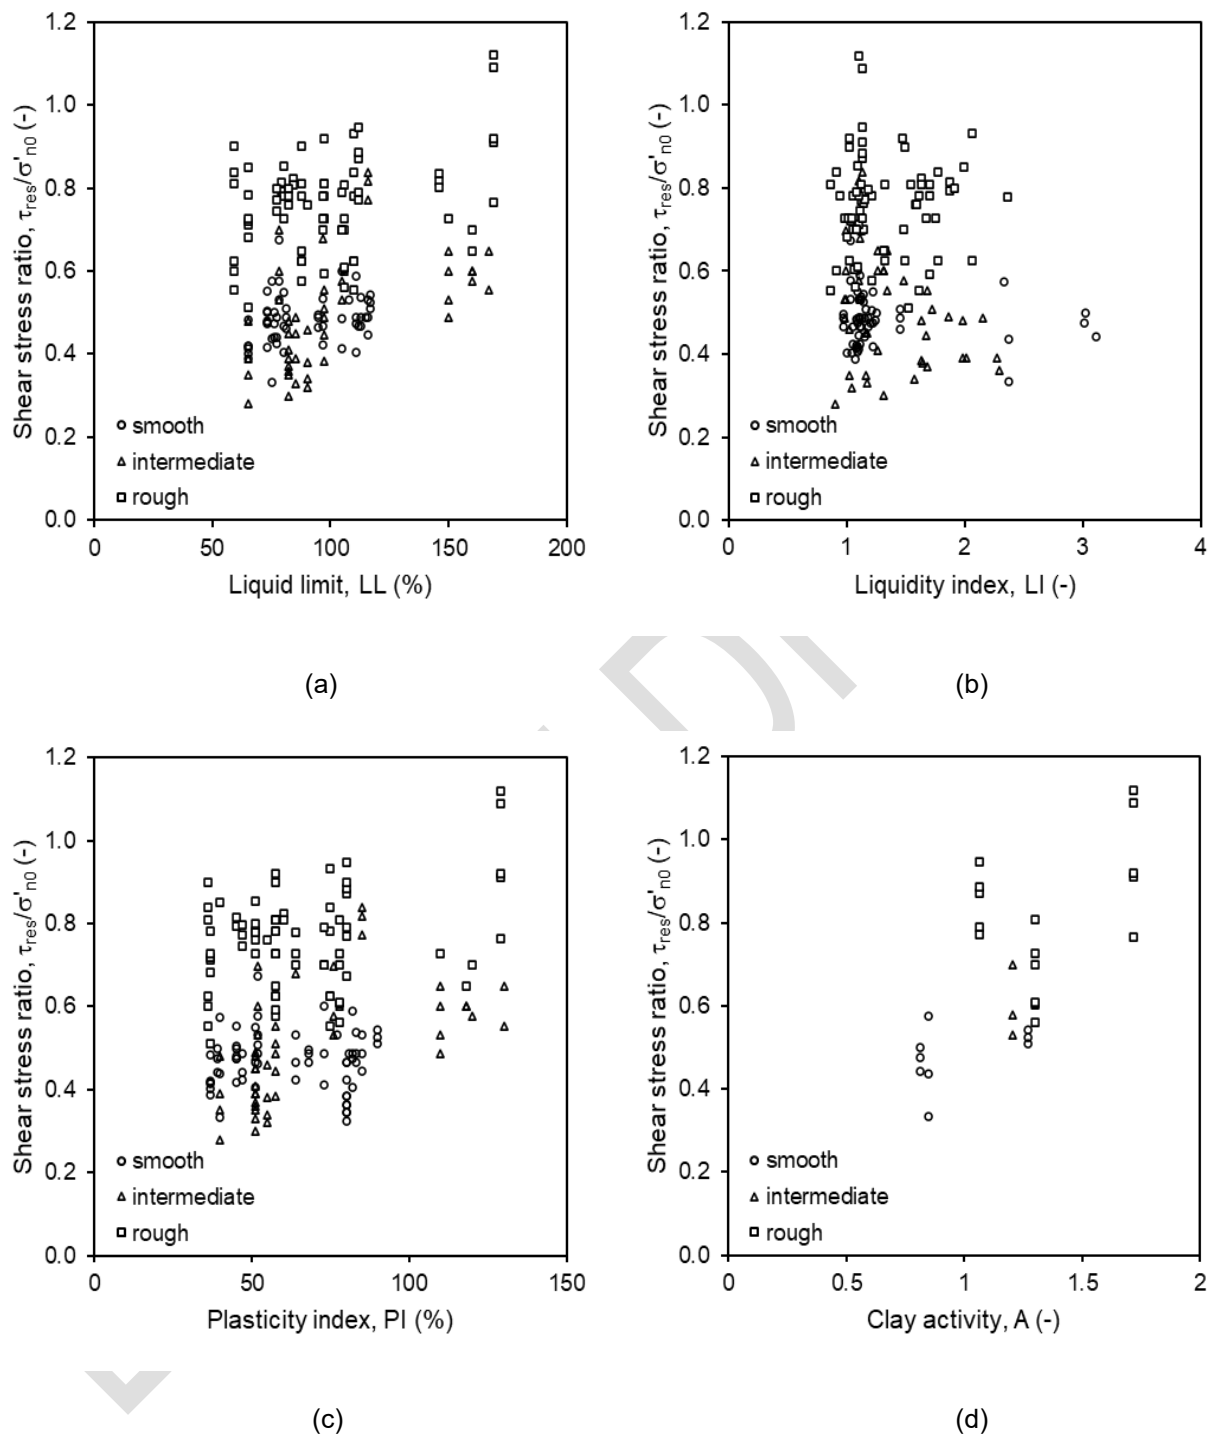 1.2
1.0
0.8
0.6
0.4
0.2
0.0
Shear stress ratio, τres/σ'n0 (-)
smooth
intermediate
rough
0 50 100 150 200
Liquid limit, LL (%)
(a)
1.2
1.0
0.8
0.6
0.4
0.2
0.0
Shear stress ratio, τres/σ'n0 (-)
smooth
intermediate
rough
0 1 2 3 4
Liquidity index, LI (-)
(b)
1.2
1.0
0.8
0.6
0.4
0.2
0.0
Shear stress ratio, τres/σ'n0 (-)
smooth
intermediate
rough
0 50 100 150
Plasticity index, PI (%)
(c)
1.2
1.0
0.8
0.6
0.4
0.2
0.0
Shear stress ratio, τres/σ'n0 (-)
smooth
intermediate
rough
0 0.5 1 1.5 2
Clay activity, A (-)
(d)